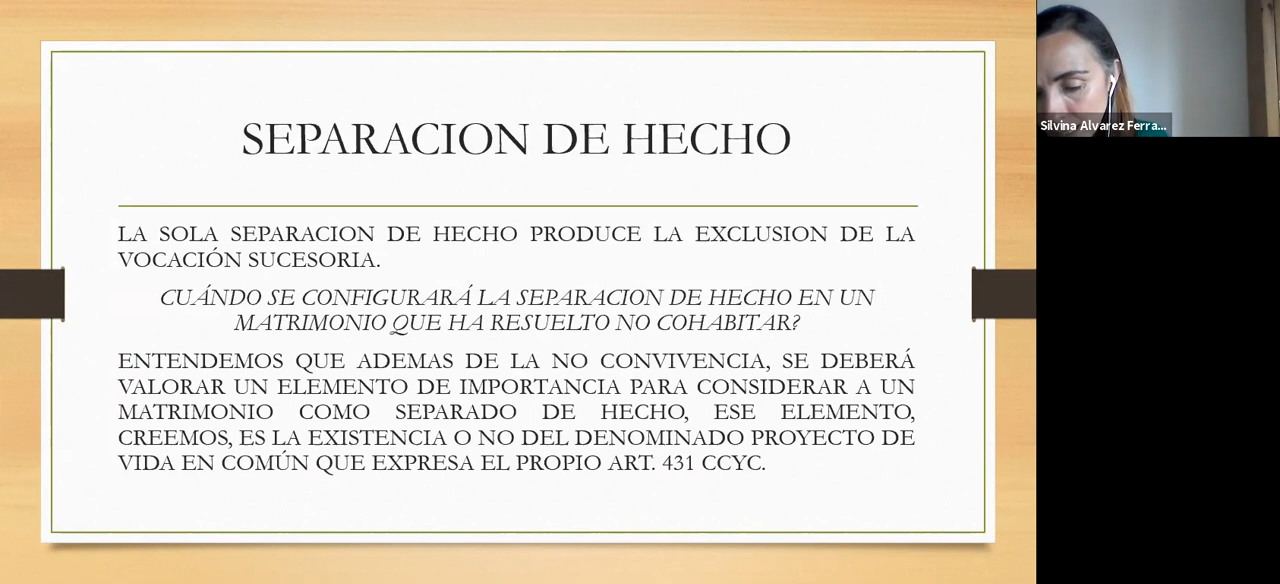 SEPARACION DE HECHO
LA SOLA SEPARACION DE HECHO PRODUCE LA EXCLUSION DE LA
VOCACIÓN SUCESORIA.
CUÁNDO SE CONFIGURARÁ LA SEPARACION DE HECHO EN UN
MATRIMONIO QUE HA RESUELTO NO COHABITAR?
ENTENDEMOS QUE ADEMAS DE LA NO CONVIVENCIA, SE DEBERÁ
VALORAR UN ELEMENTO DE IMPORTANCIA PARA CONSIDERAR A UN
MATRIMONIO COMO SEPARADO DE HECHO, ESE ELEMENTO,
CREEMOS, ES LA EXISTENCIA O NO DEL DENOMINADO PROYECTO DE
VIDA EN COMÚN QUE EXPRESA EL PROPIO ART. 431 CCYC.
Silvina Alvarez Ferra...